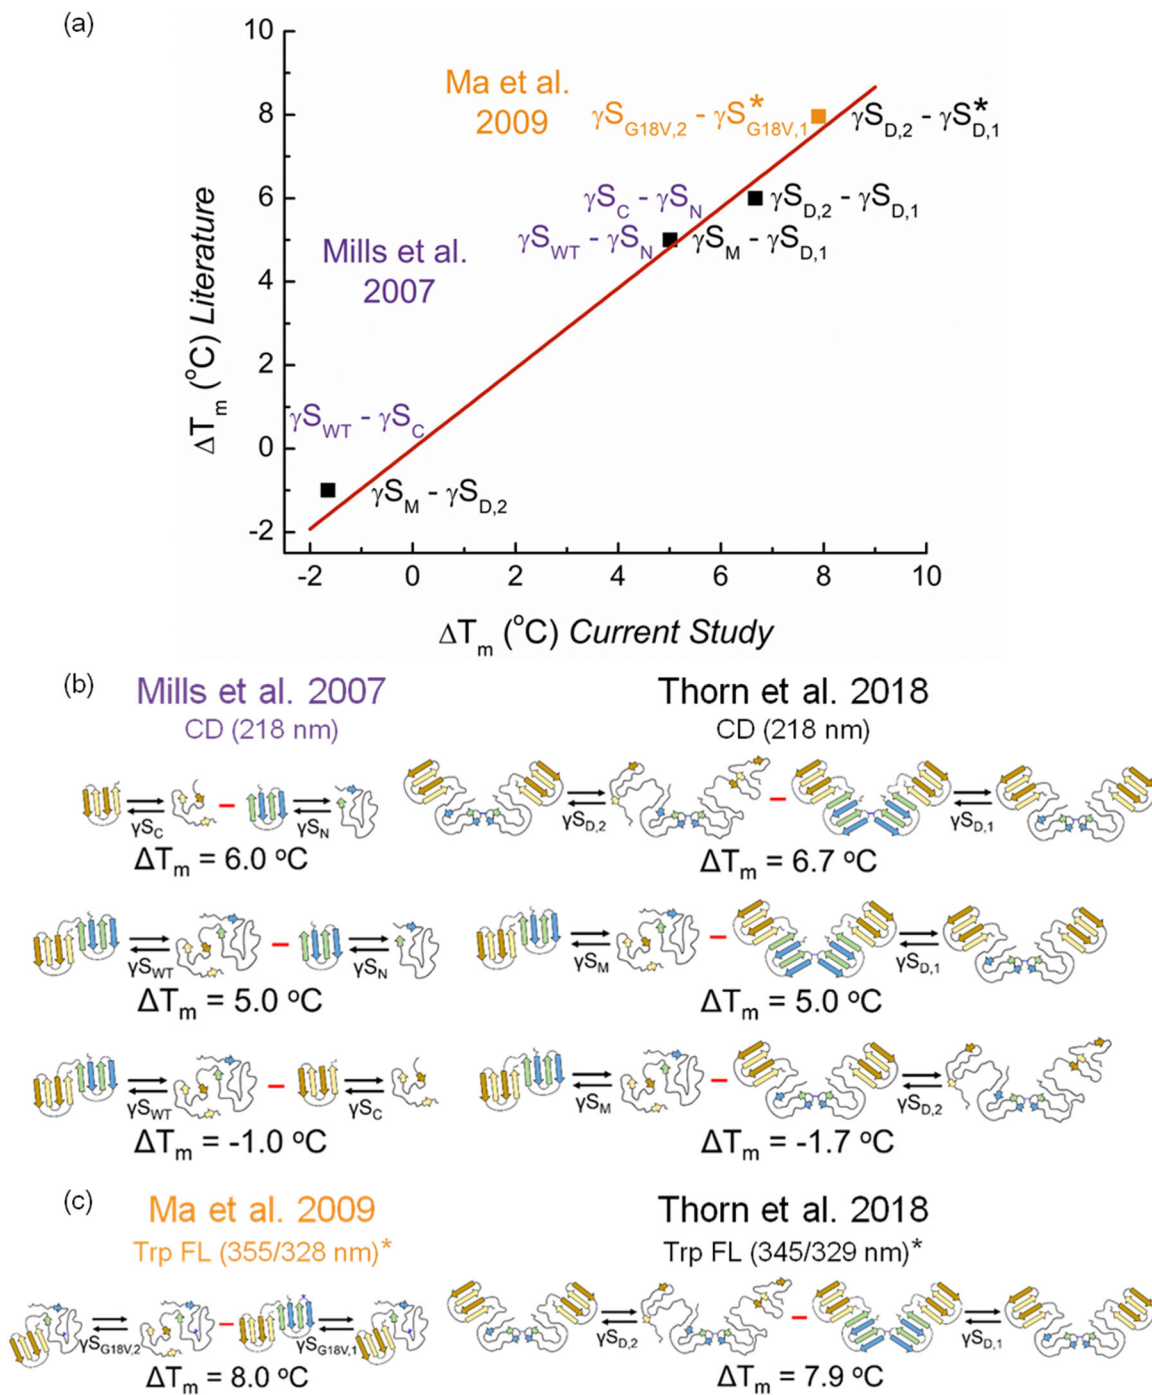 (a)
10
8
6
4
2
0
-2
ΔTm (°C) Literature
Ma et al.
2009
γSG18V,2 - γS*G18V,1
γSD,2 - γS*D,1
γSC - γSN
γSD,2 - γSD,1
γSWT - γSN
γSM - γSD,1
Mills et al.
2007
γSWT - γSC
γSM - γSD,2
-2 0 2 4 6 8 10
ΔTm (°C) Current Study
(b)
Mills et al. 2007
CD (218 nm)
Thorn et al. 2018
CD (218 nm)
γSC − γSN
ΔTm = 6.0 °C
γSD,2 − γSD,1
ΔTm = 6.7 °C
γSWT − γSN
ΔTm = 5.0 °C
γSM − γSD,1
ΔTm = 5.0 °C
γSWT − γSC
ΔTm = -1.0 °C
γSM − γSD,2
ΔTm = -1.7 °C
(c)
Ma et al. 2009
Trp FL (355/328 nm)*
Thorn et al. 2018
Trp FL (345/329 nm)*
γSG18V,2 − γSG18V,1
ΔTm = 8.0 °C
γSD,2 − γSD,1
ΔTm = 7.9 °C